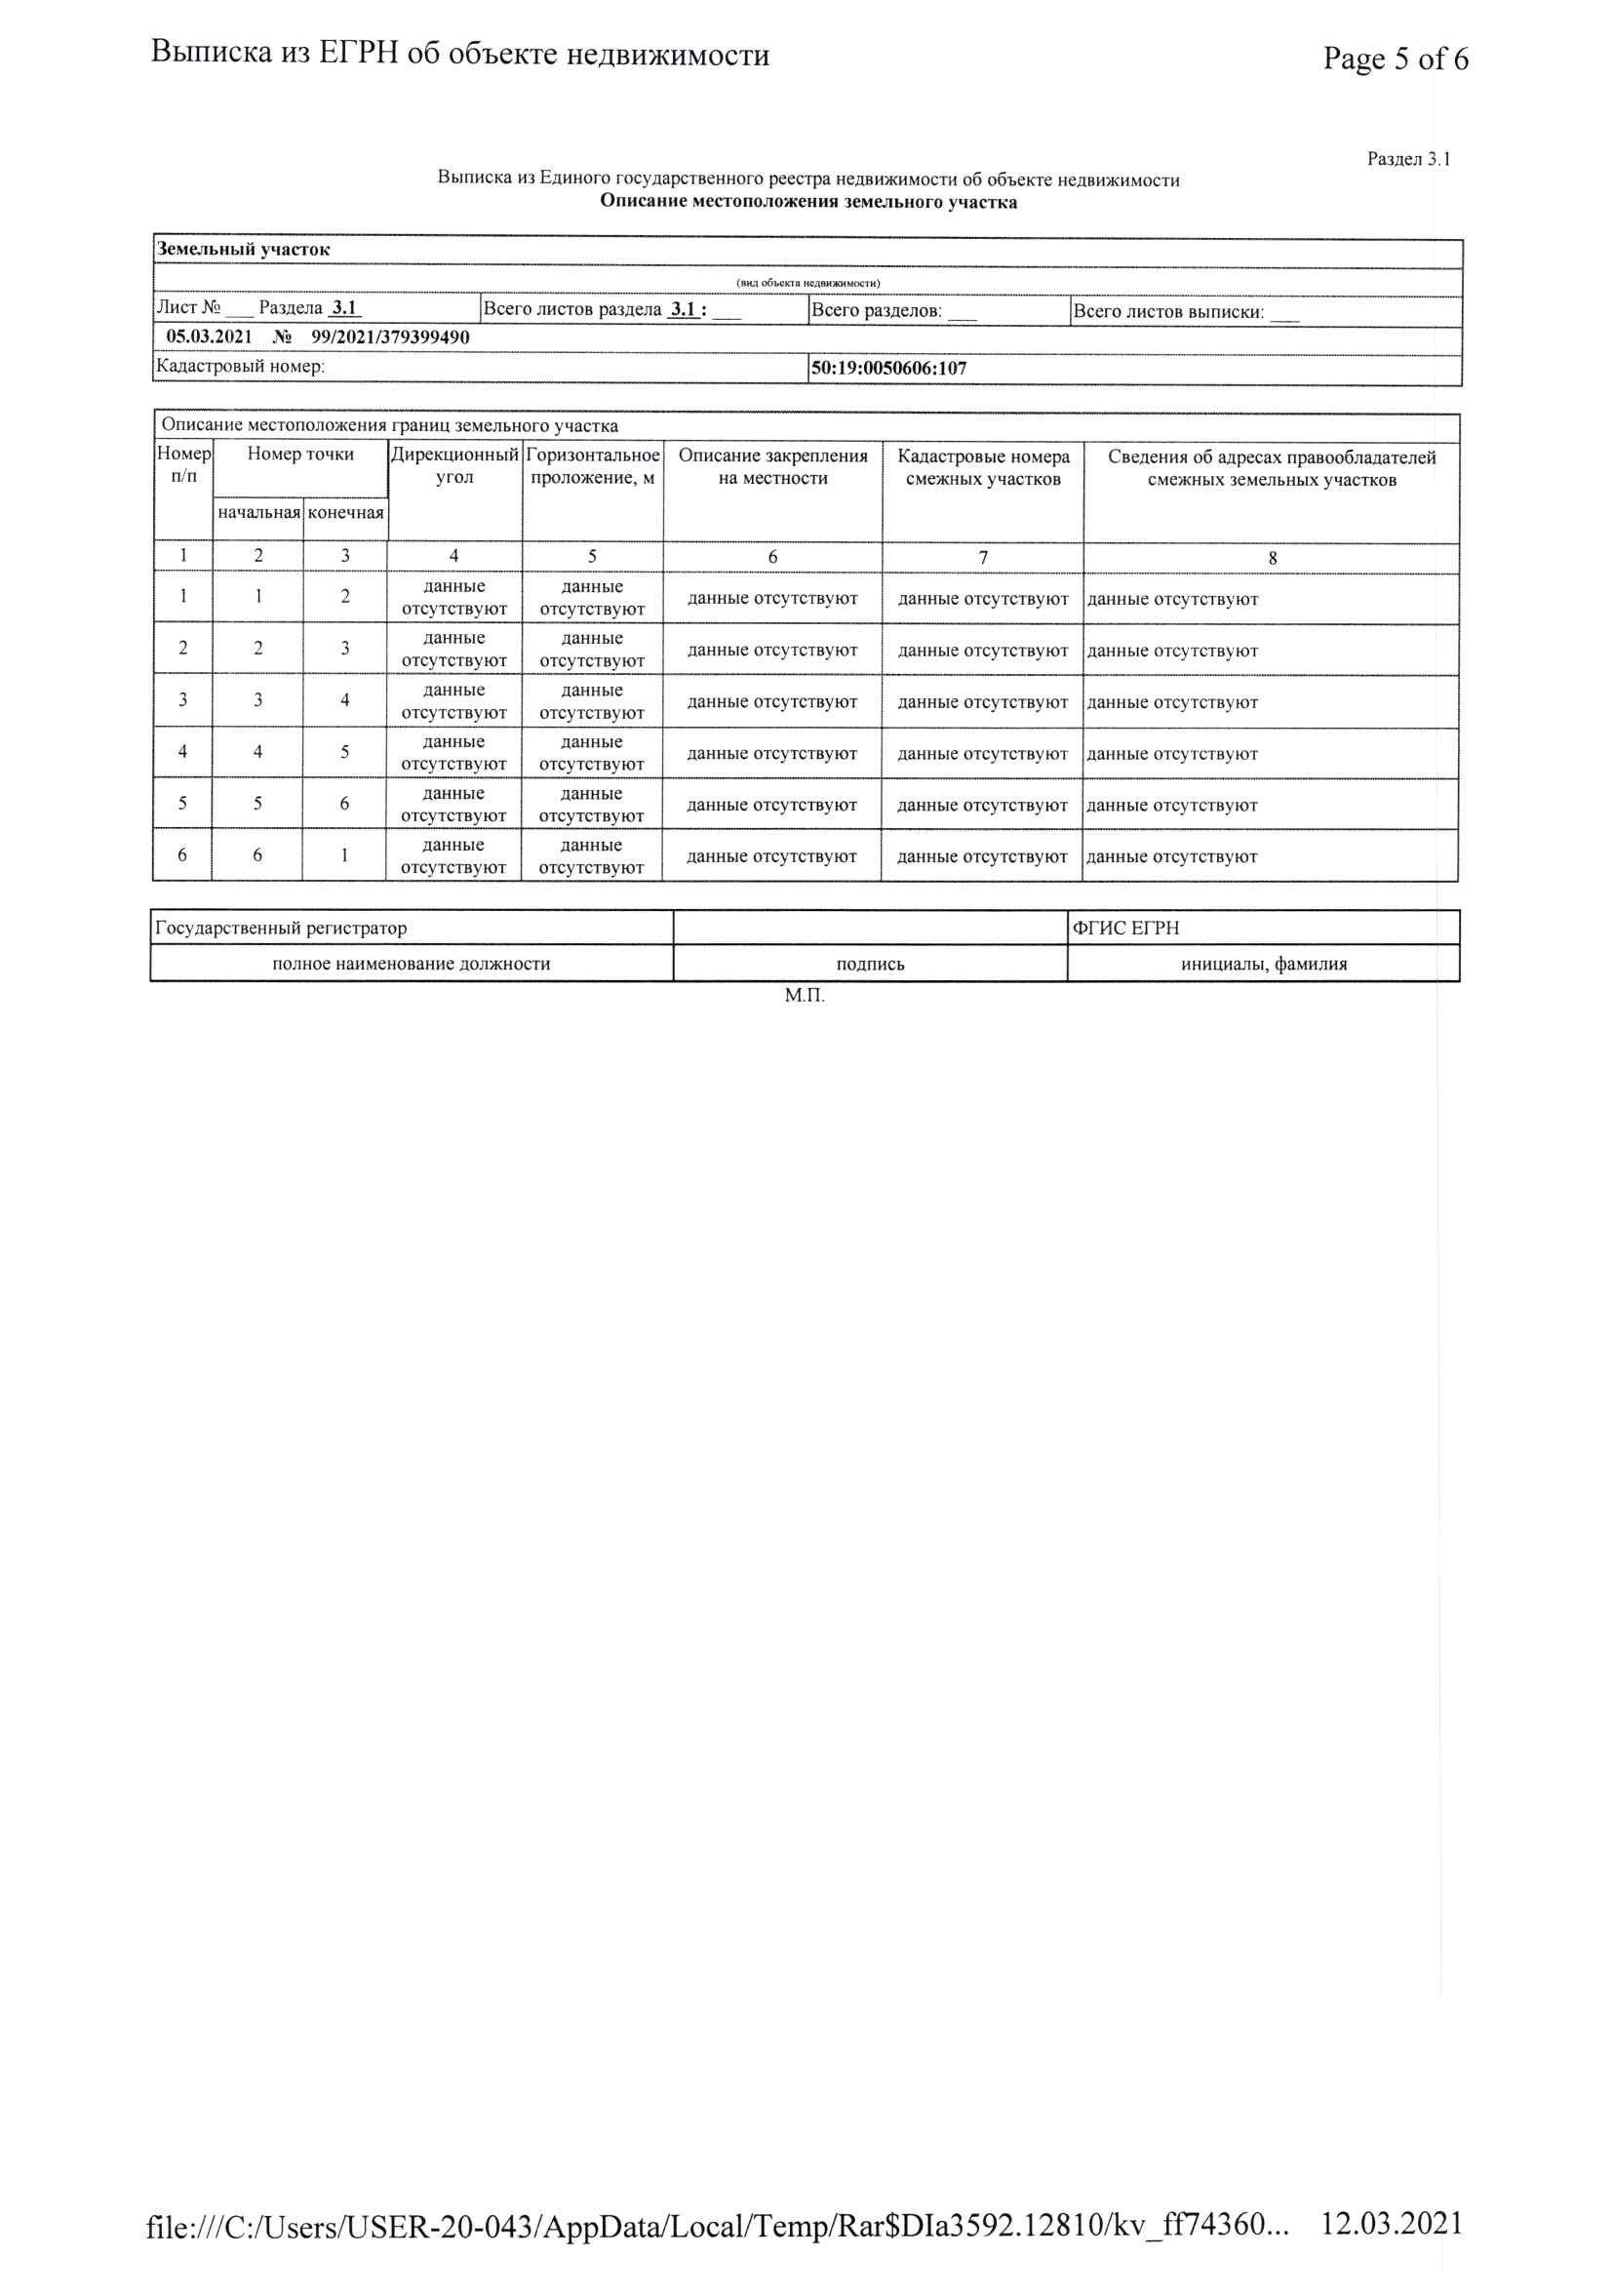 Выписка из ЕГРН об объекте недвижимости Page 5 of 6
Раздел 3.1
Выписка из Единого государственного реестра недвижимости об объекте недвижимости
Описание местоположения земельного участка
Земельный участок
(вид объекта недвижимости)
Лист № ___ Раздела 3.1 Всего листов раздела 3.1 : ___ Всего разделов: ___ Всего листов выписки: ___
05.03.2021 № 99/2021/379399490
Кадастровый номер: 50:19:0050606:107
Описание местоположения границ земельного участка
Номер п/п Номер точки Дирекционный угол Горизонтальное проложение, м Описание закрепления на местности Кадастровые номера смежных участков Сведения об адресах правообладателей смежных земельных участков
начальная конечная
1 2 3 4 5 6 7 8
1 1 2 данные отсутствуют данные отсутствуют данные отсутствуют данные отсутствуют данные отсутствуют
2 2 3 данные отсутствуют данные отсутствуют данные отсутствуют данные отсутствуют данные отсутствуют
3 3 4 данные отсутствуют данные отсутствуют данные отсутствуют данные отсутствуют данные отсутствуют
4 4 5 данные отсутствуют данные отсутствуют данные отсутствуют данные отсутствуют данные отсутствуют
5 5 6 данные отсутствуют данные отсутствуют данные отсутствуют данные отсутствуют данные отсутствуют
6 6 1 данные отсутствуют данные отсутствуют данные отсутствуют данные отсутствуют данные отсутствуют
Государственный регистратор ФГИС ЕГРН
полное наименование должности подпись инициалы, фамилия
М.П.
file:///C:/Users/USER-20-043/AppData/Local/Temp/Rar$DIa3592.12810/kv_ff74360... 12.03.2021